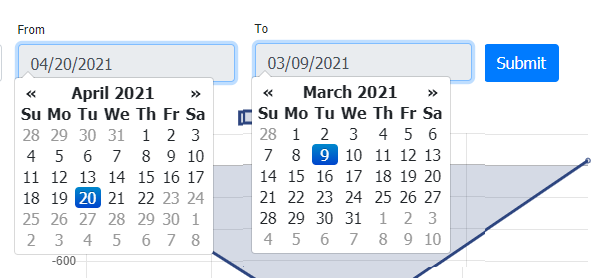 From
04/20/2021
« April 2021 »
Su Mo Tu We Th Fr Sa
28 29 30 31 1 2 3
4 5 6 7 8 9 10
11 12 13 14 15 16 17
18 19 20 21 22 23 24
25 26 27 28 29 30 1
2 3 4 5 6 7 8
To
03/09/2021
« March 2021 »
Su Mo Tu We Th Fr Sa
28 1 2 3 4 5 6
7 8 9 10 11 12 13
14 15 16 17 18 19 20
21 22 23 24 25 26 27
28 29 30 31 1 2 3
4 5 6 7 8 9 10
Submit
-600